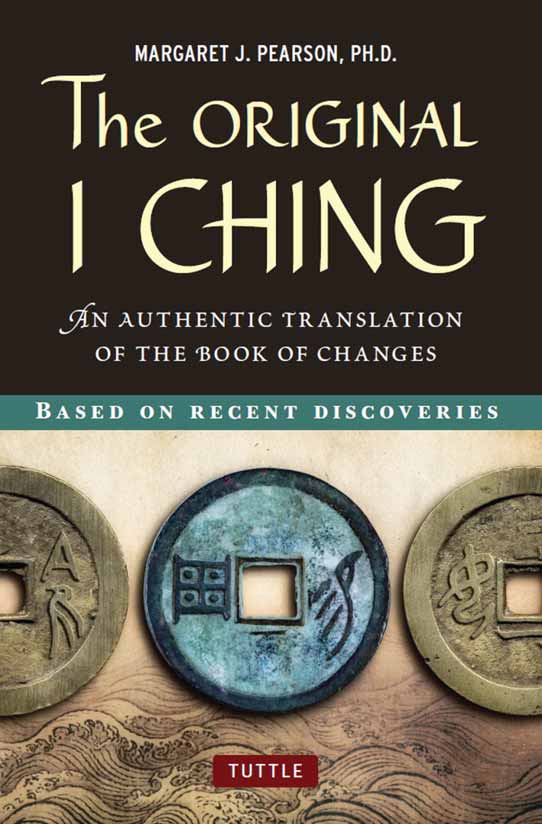 MARGARET J. PEARSON, PH.D.
The ORIGINAL
I CHING
AN AUTHENTIC TRANSLATION
OF THE BOOK OF CHANGES
BASED ON RECENT DISCOVERIES
TUTTLE